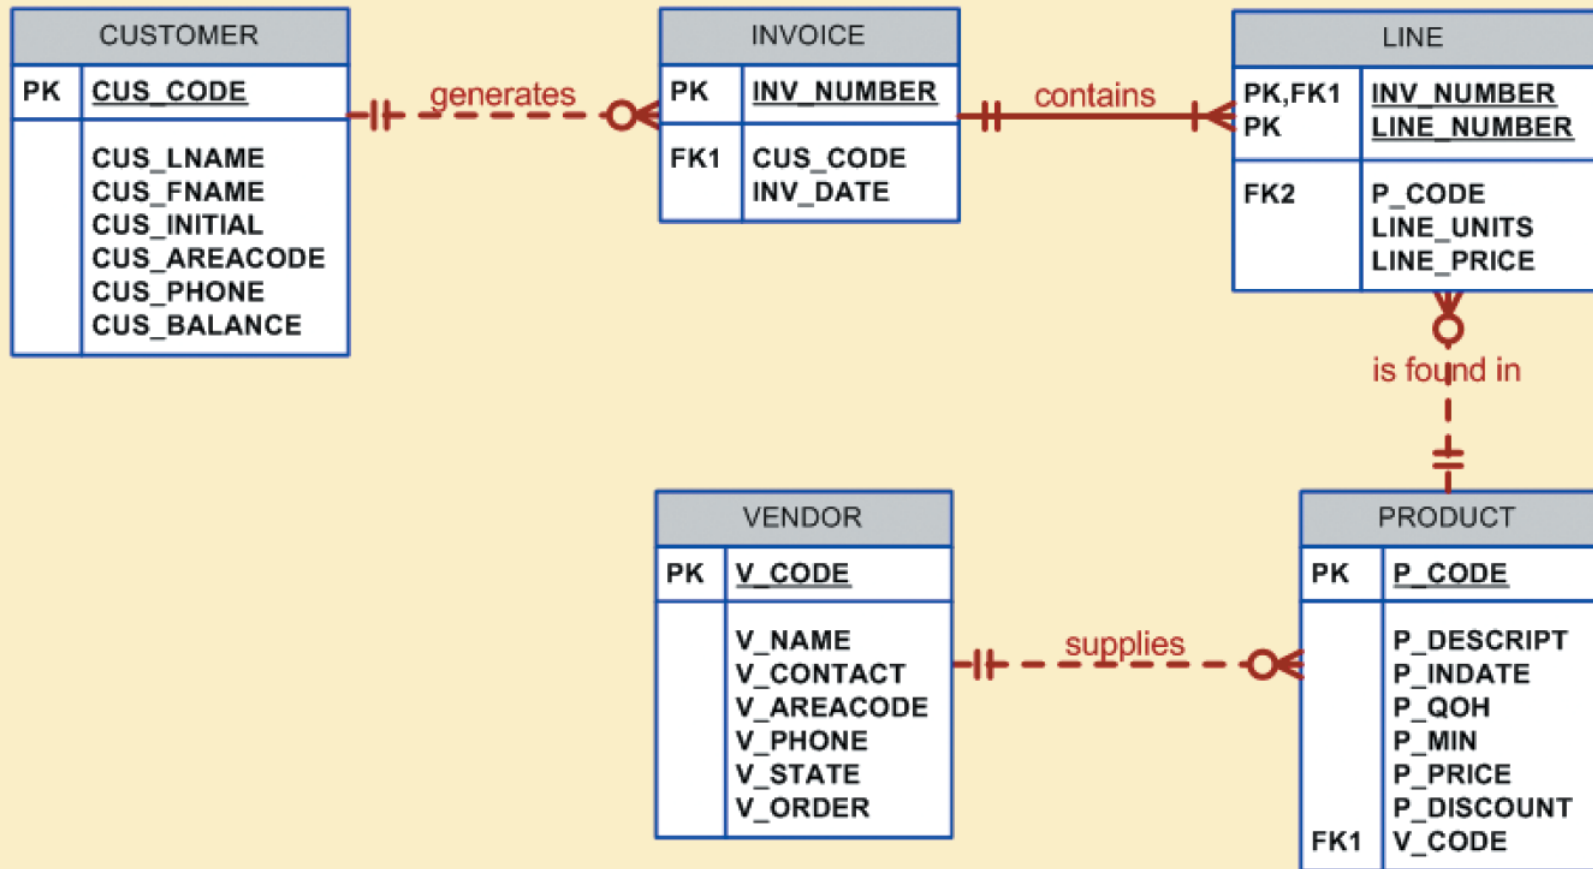 CUSTOMER
PK CUS_CODE
CUS_LNAME
CUS_FNAME
CUS_INITIAL
CUS_AREACODE
CUS_PHONE
CUS_BALANCE
generates
INVOICE
PK INV_NUMBER
FK1 CUS_CODE
INV_DATE
contains
LINE
PK,FK1 INV_NUMBER
PK LINE_NUMBER
FK2 P_CODE
LINE_UNITS
LINE_PRICE
is found in
VENDOR
PK V_CODE
V_NAME
V_CONTACT
V_AREACODE
V_PHONE
V_STATE
V_ORDER
supplies
PRODUCT
PK P_CODE
P_DESCRIPT
P_INDATE
P_QOH
P_MIN
P_PRICE
P_DISCOUNT
FK1 V_CODE